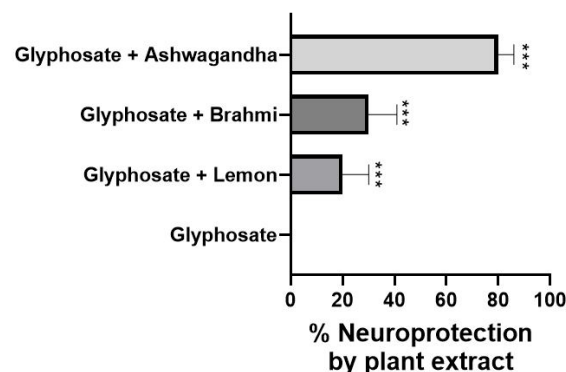 Glyphosate + Ashwagandha
***
Glyphosate + Brahmi
***
Glyphosate + Lemon
***
Glyphosate
0 20 40 60 80 100
% Neuroprotection
by plant extract